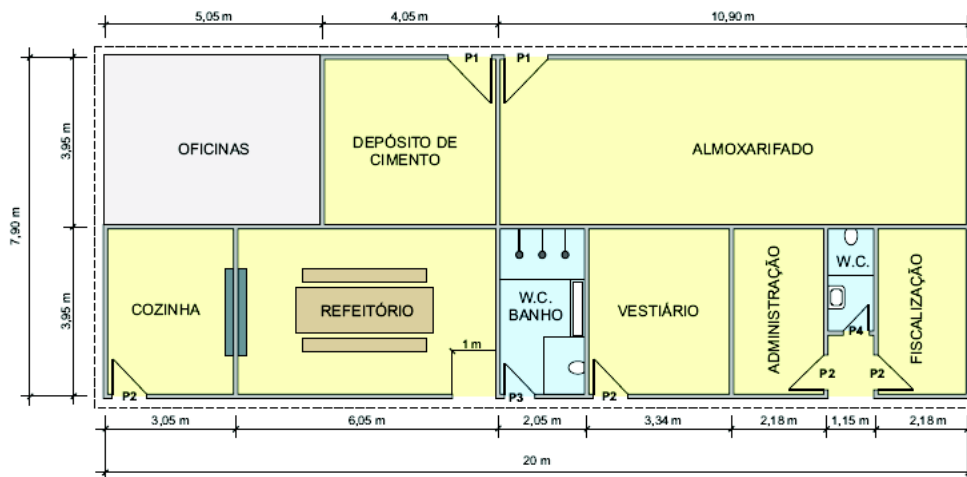 5,05 m
4,05 m
10,90 m
P1
P1
3,95 m
OFICINAS
DEPÓSITO DE
CIMENTO
ALMOXARIFADO
7,90 m
3,95 m
COZINHA
REFEITÓRIO
W.C.
BANHO
VESTIÁRIO
ADMINISTRAÇÃO
W.C.
FISCALIZAÇÃO
1 m
P4
P2
P2
P2
P3
P2
3,05 m
6,05 m
2,05 m
3,34 m
2,18 m
1,15 m
2,18 m
20 m